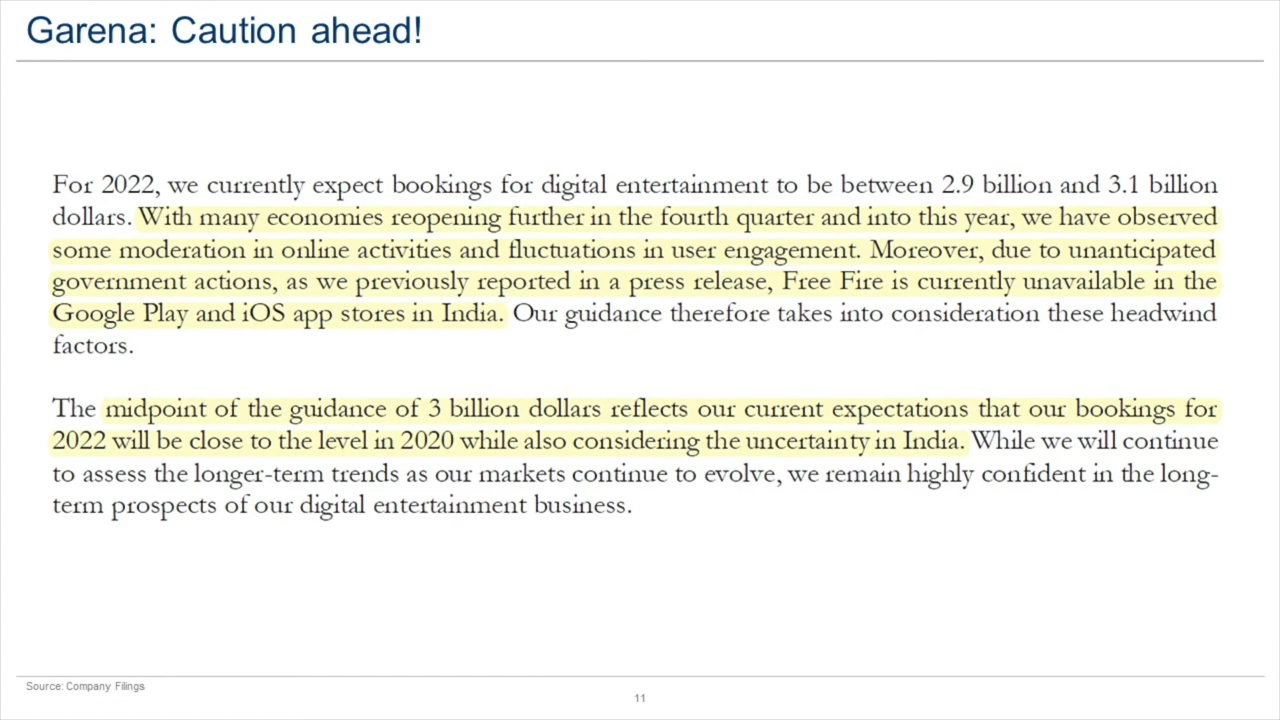 Garena: Caution ahead!
For 2022, we currently expect bookings for digital entertainment to be between 2.9 billion and 3.1 billion
dollars. With many economies reopening further in the fourth quarter and into this year, we have observed
some moderation in online activities and fluctuations in user engagement. Moreover, due to unanticipated
government actions, as we previously reported in a press release, Free Fire is currently unavailable in the
Google Play and iOS app stores in India. Our guidance therefore takes into consideration these headwind
factors.
The midpoint of the guidance of 3 billion dollars reflects our current expectations that our bookings for
2022 will be close to the level in 2020 while also considering the uncertainty in India. While we will continue
to assess the longer-term trends as our markets continue to evolve, we remain highly confident in the long-
term prospects of our digital entertainment business.
Source: Company Filings
11